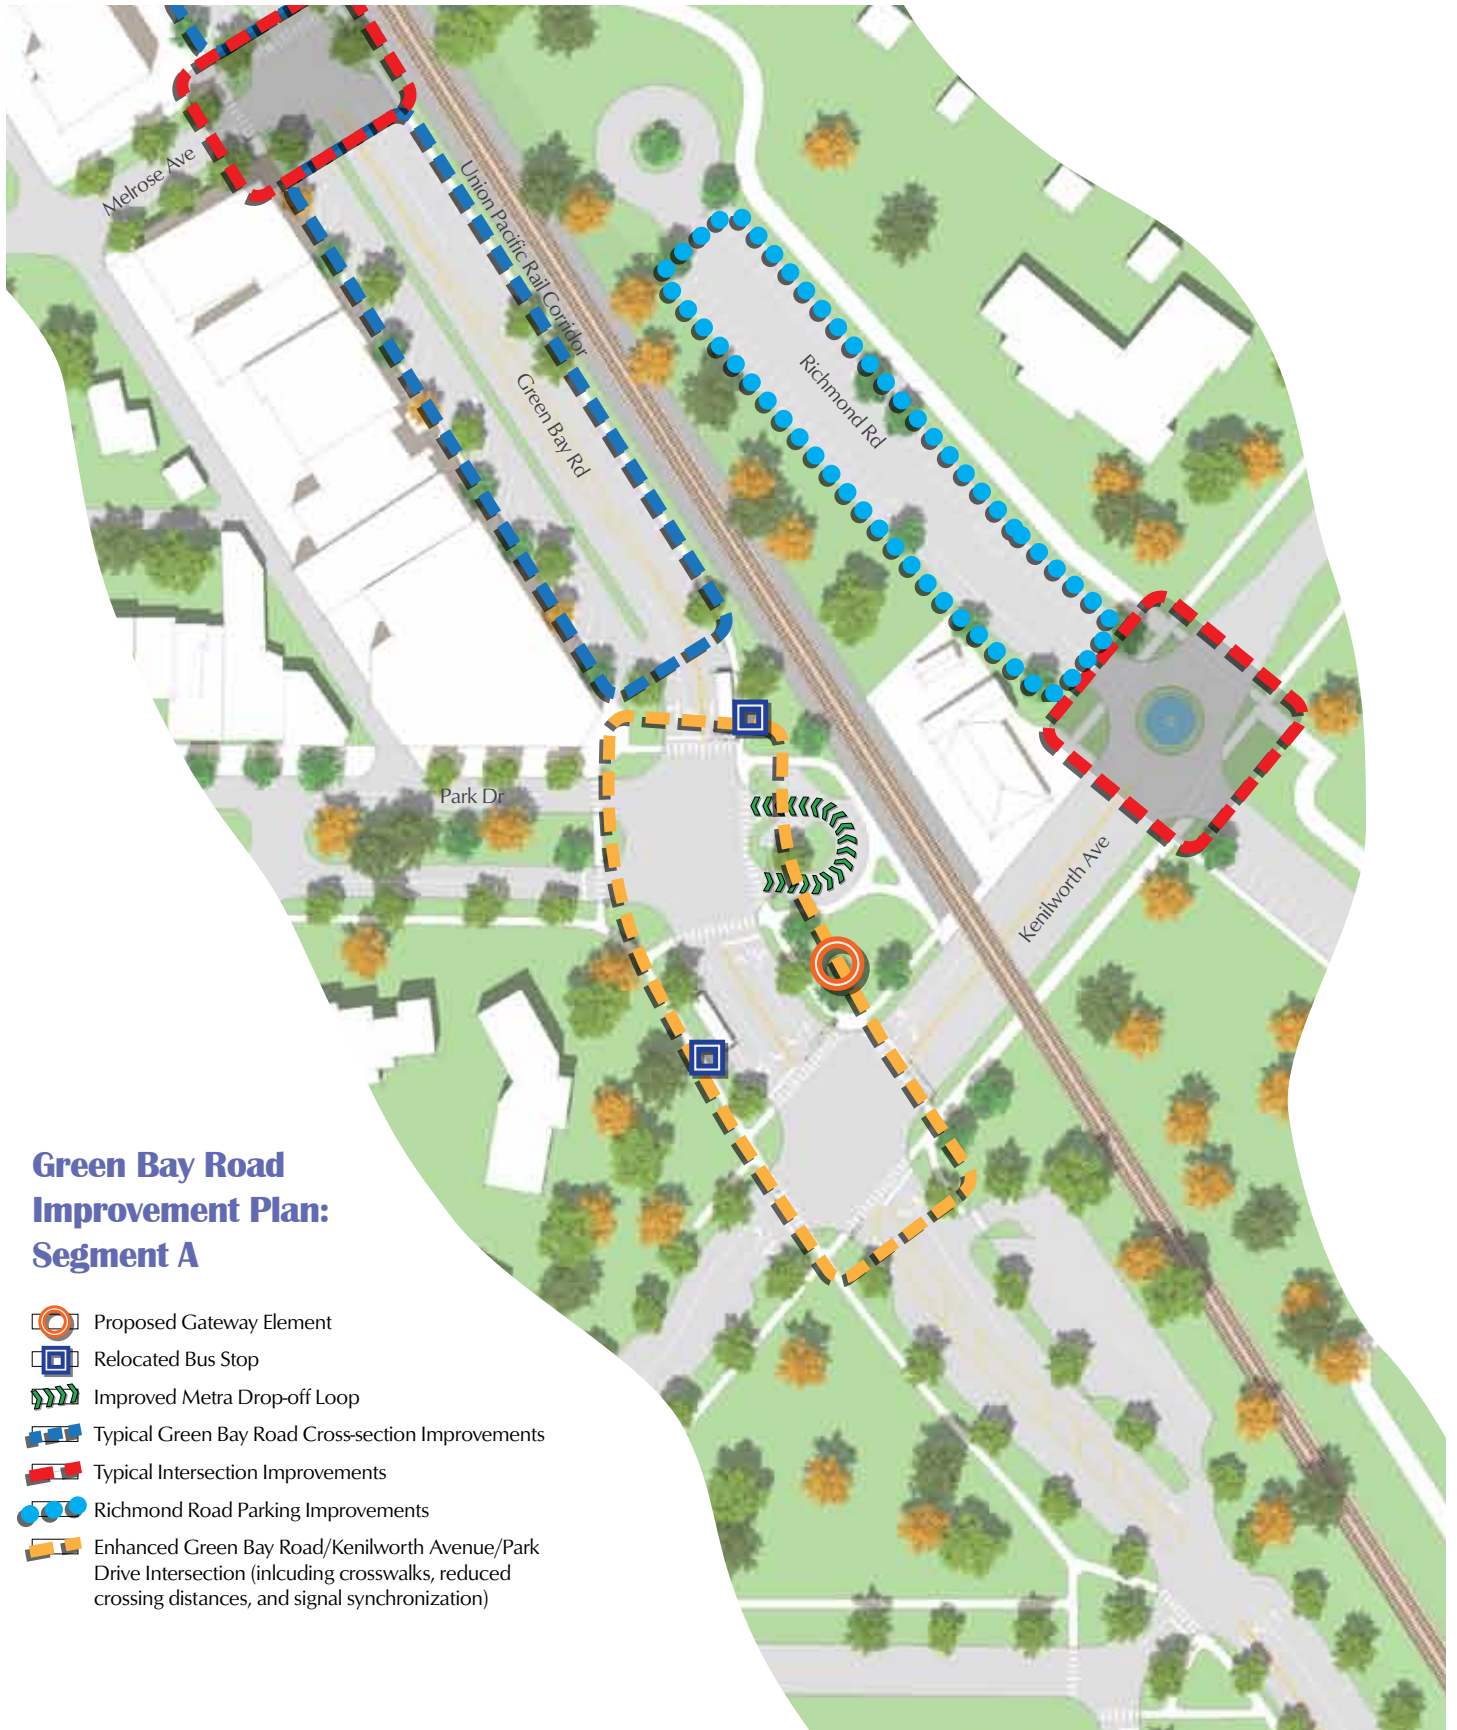 Melrose Ave
Union Pacific Rail Corridor
Green Bay Rd
Richmond Rd
Park Dr
Kenilworth Ave
Green Bay Road
Improvement Plan:
Segment A
Proposed Gateway Element
Relocated Bus Stop
Improved Metra Drop-off Loop
Typical Green Bay Road Cross-section Improvements
Typical Intersection Improvements
Richmond Road Parking Improvements
Enhanced Green Bay Road/Kenilworth Avenue/Park
Drive Intersection (inlcuding crosswalks, reduced
crossing distances, and signal synchronization)